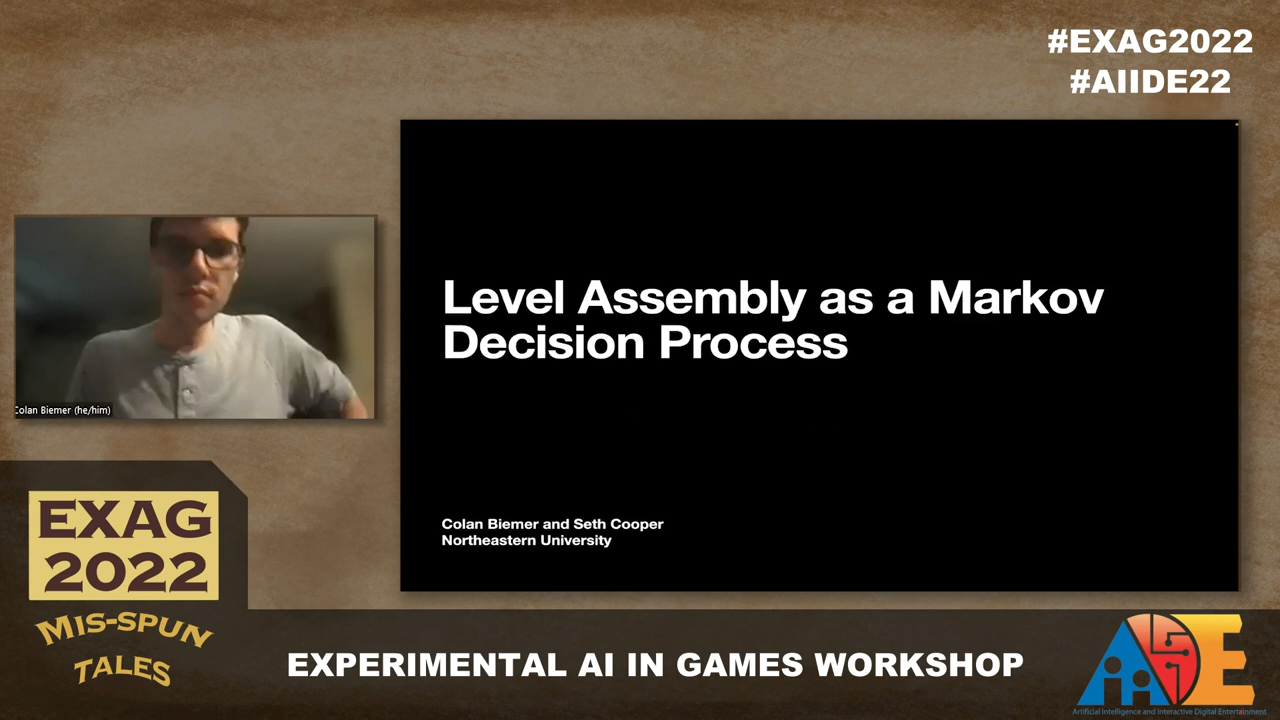 #EXAG2022
#AIIDE22
Level Assembly as a Markov
Decision Process
Colan Biemer (he/him)
Colan Biemer and Seth Cooper
Northeastern University
EXAG
2022
MIS-SPUN
TALES
EXPERIMENTAL AI IN GAMES WORKSHOP
AIIDE
Artificial Intelligence and Interactive Digital Entertainment